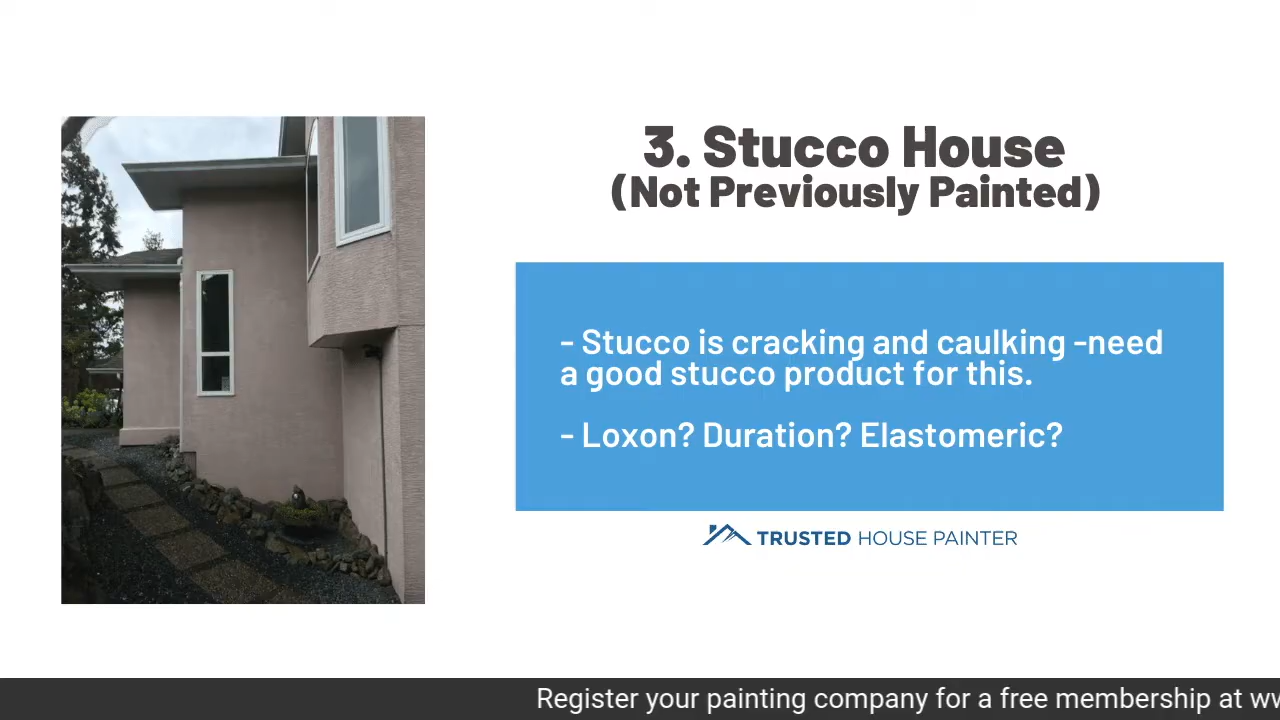 3. Stucco House
(Not Previously Painted)
- Stucco is cracking and caulking -need
a good stucco product for this.
- Loxon? Duration? Elastomeric?
TRUSTED HOUSE PAINTER
Register your painting company for a free membership at